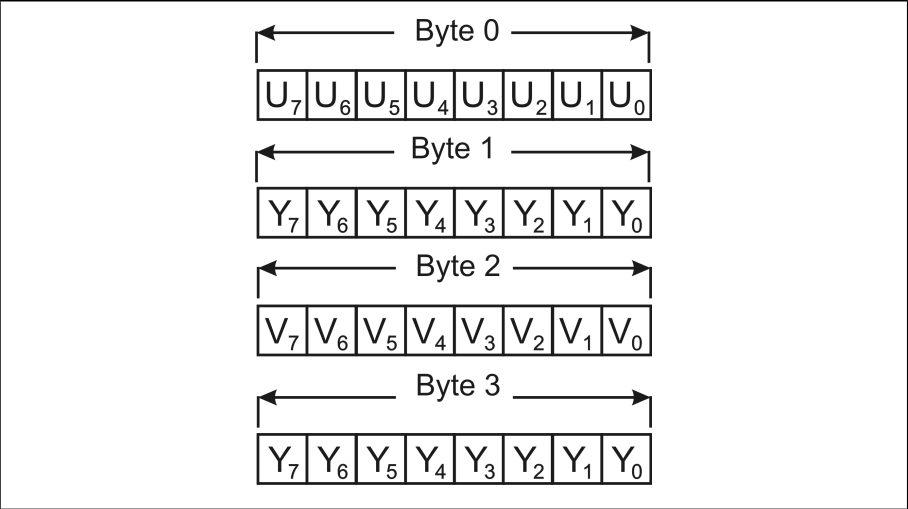 Byte 0
U7 U6 U5 U4 U3 U2 U1 U0
Byte 1
Y7 Y6 Y5 Y4 Y3 Y2 Y1 Y0
Byte 2
V7 V6 V5 V4 V3 V2 V1 V0
Byte 3
Y7 Y6 Y5 Y4 Y3 Y2 Y1 Y0